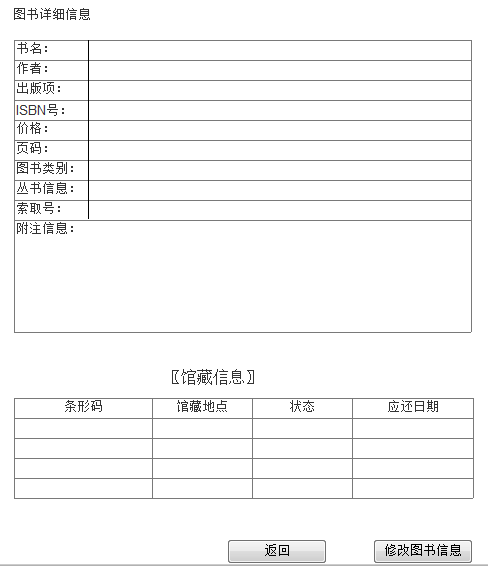 图书详细信息
书名：
作者：
出版项：
ISBN号：
价格：
页码：
图书类别：
丛书信息：
索取号：
附注信息：
〖馆藏信息〗
条形码 馆藏地点 状态 应还日期
返回 修改图书信息